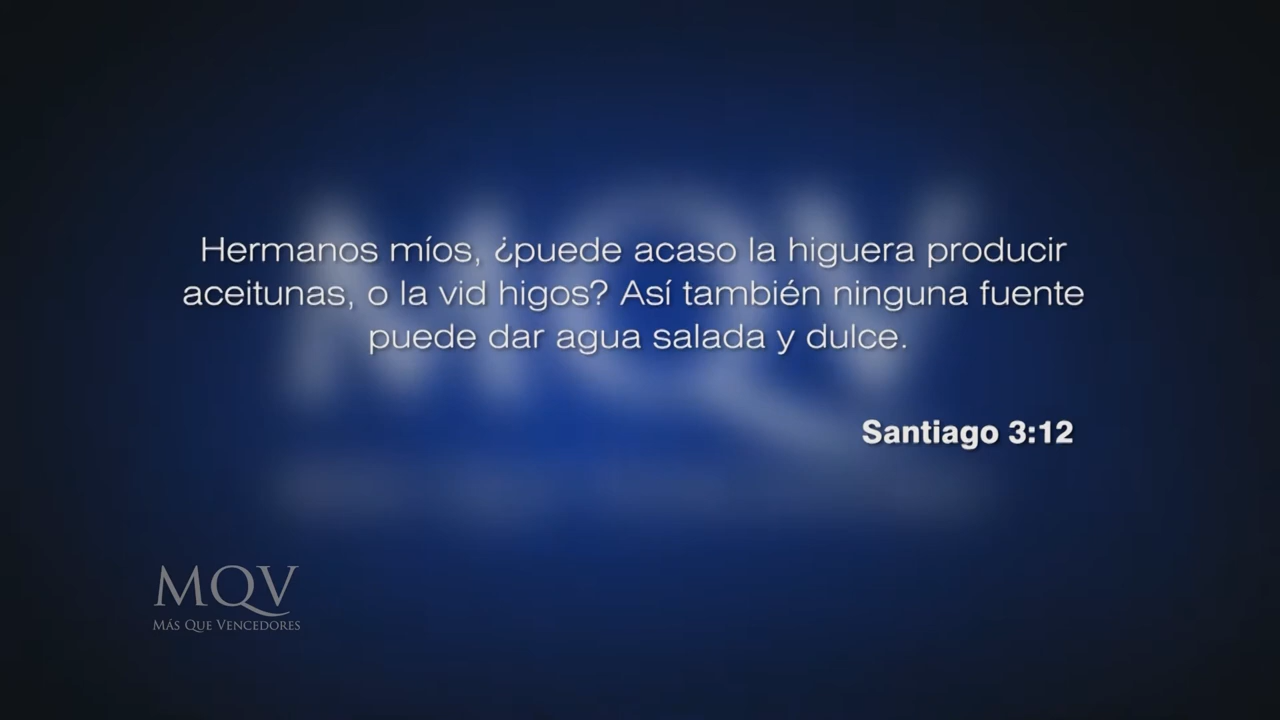 Hermanos míos, ¿puede acaso la higuera producir
aceitunas, o la vid higos? Así también ninguna fuente
puede dar agua salada y dulce.
Santiago 3:12
MQV
MÁS QUE VENCEDORES